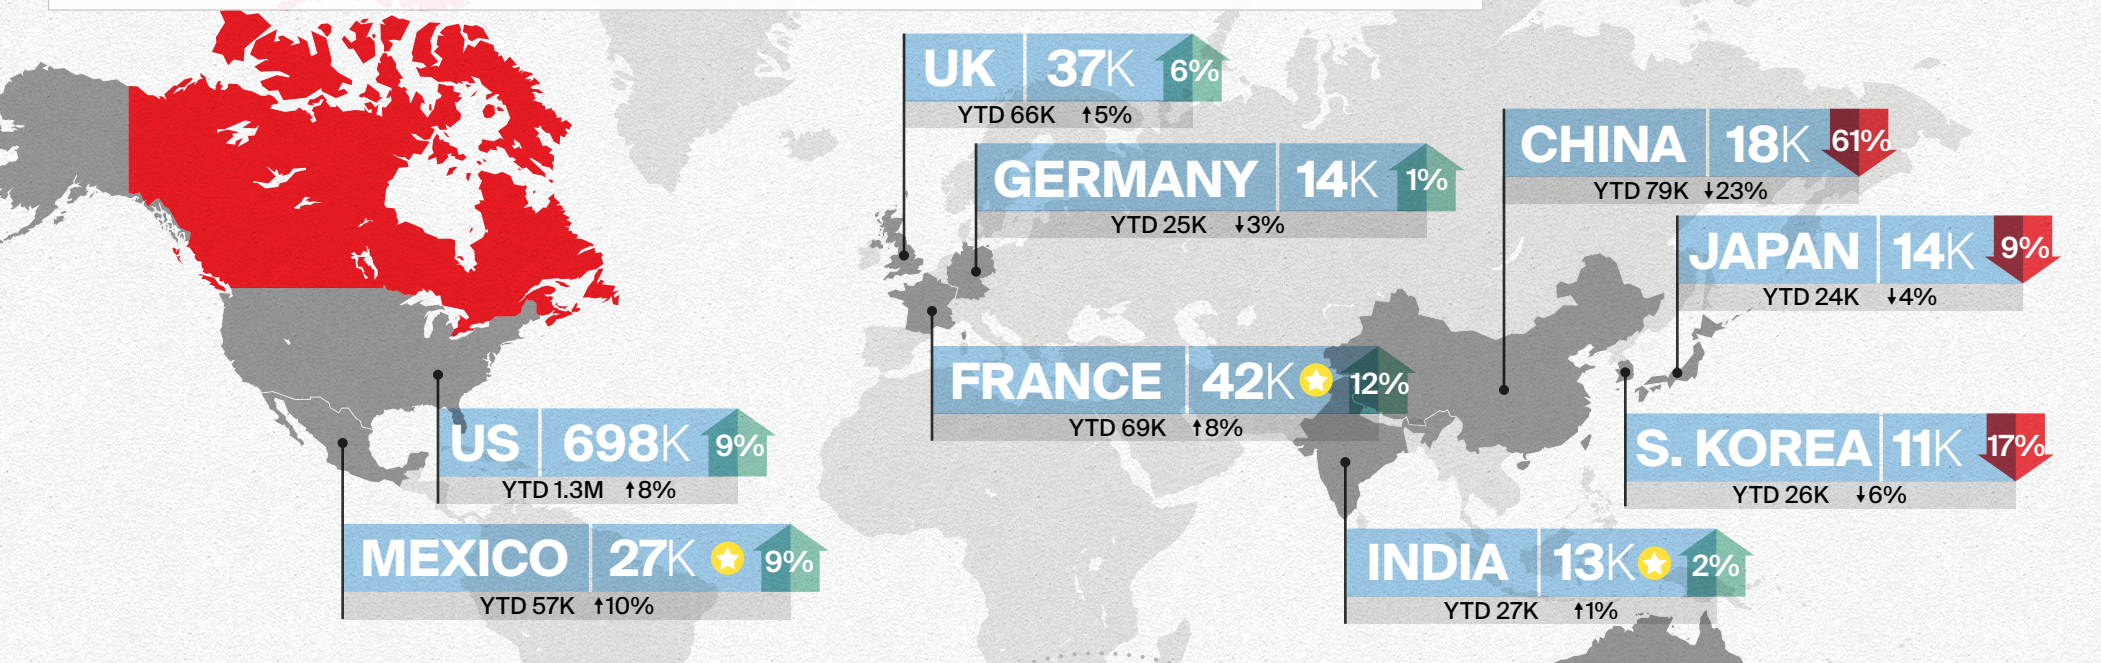 UK 37K 6%
YTD 66K ↑5%
GERMANY 14K 1%
YTD 25K ↓3%
CHINA 18K 61%
YTD 79K ↓23%
JAPAN 14K 9%
YTD 24K ↓4%
FRANCE 42K 12%
YTD 69K ↑8%
US 698K 9%
YTD 1.3M ↑8%
S. KOREA 11K 17%
YTD 26K ↓6%
MEXICO 27K 9%
YTD 57K ↑10%
INDIA 13K 2%
YTD 27K ↑1%